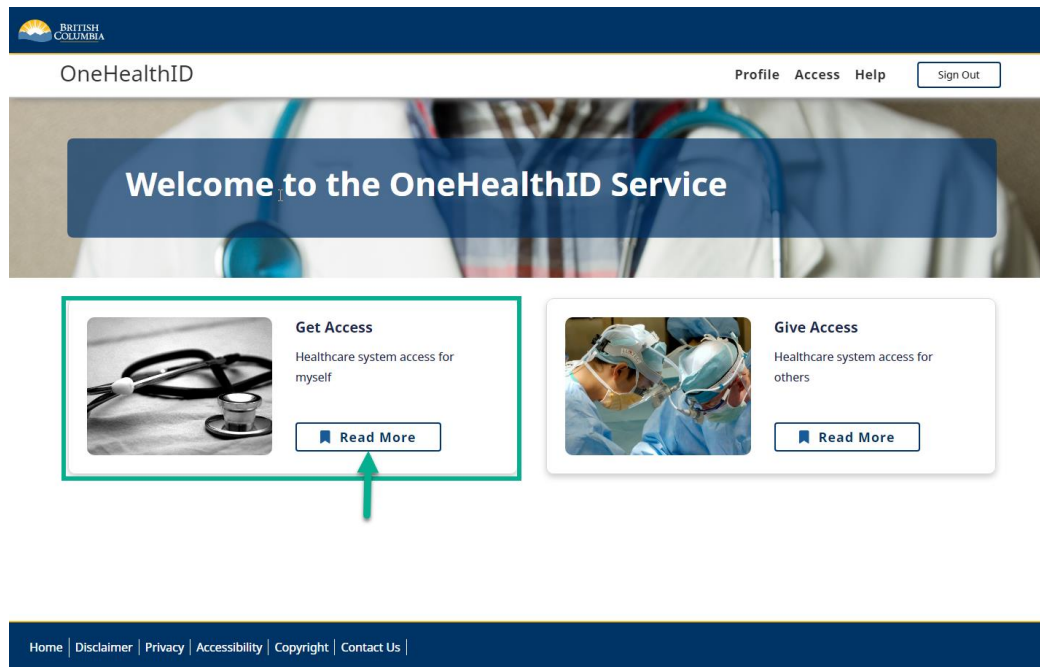 BRITISH
COLUMBIA
OneHealthID
Profile Access Help Sign Out
Welcome to the OneHealthID Service
Get Access
Healthcare system access for
myself
Read More
Give Access
Healthcare system access for
others
Read More
Home | Disclaimer | Privacy | Accessibility | Copyright | Contact Us |